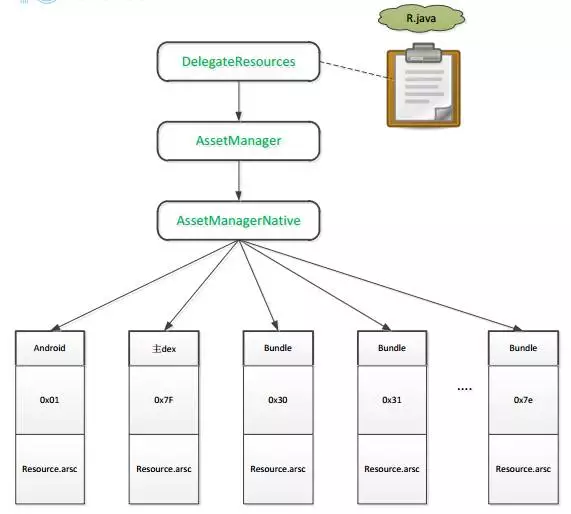 R.java
DelegateResources
AssetManager
AssetManagerNative
Android
主dex
Bundle
Bundle
Bundle
0x01
0x7F
0x30
0x31
....
0x7e
Resource.arsc
Resource.arsc
Resource.arsc
Resource.arsc
Resource.arsc